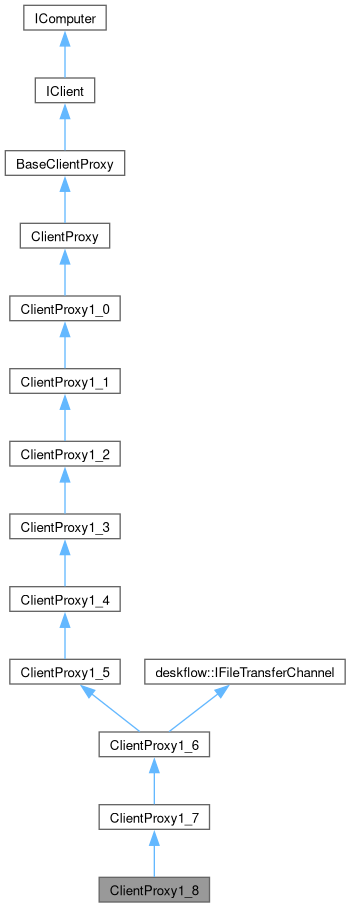 IComputer
IClient
BaseClientProxy
ClientProxy
ClientProxy1_0
ClientProxy1_1
ClientProxy1_2
ClientProxy1_3
ClientProxy1_4
ClientProxy1_5
deskflow::IFileTransferChannel
ClientProxy1_6
ClientProxy1_7
ClientProxy1_8